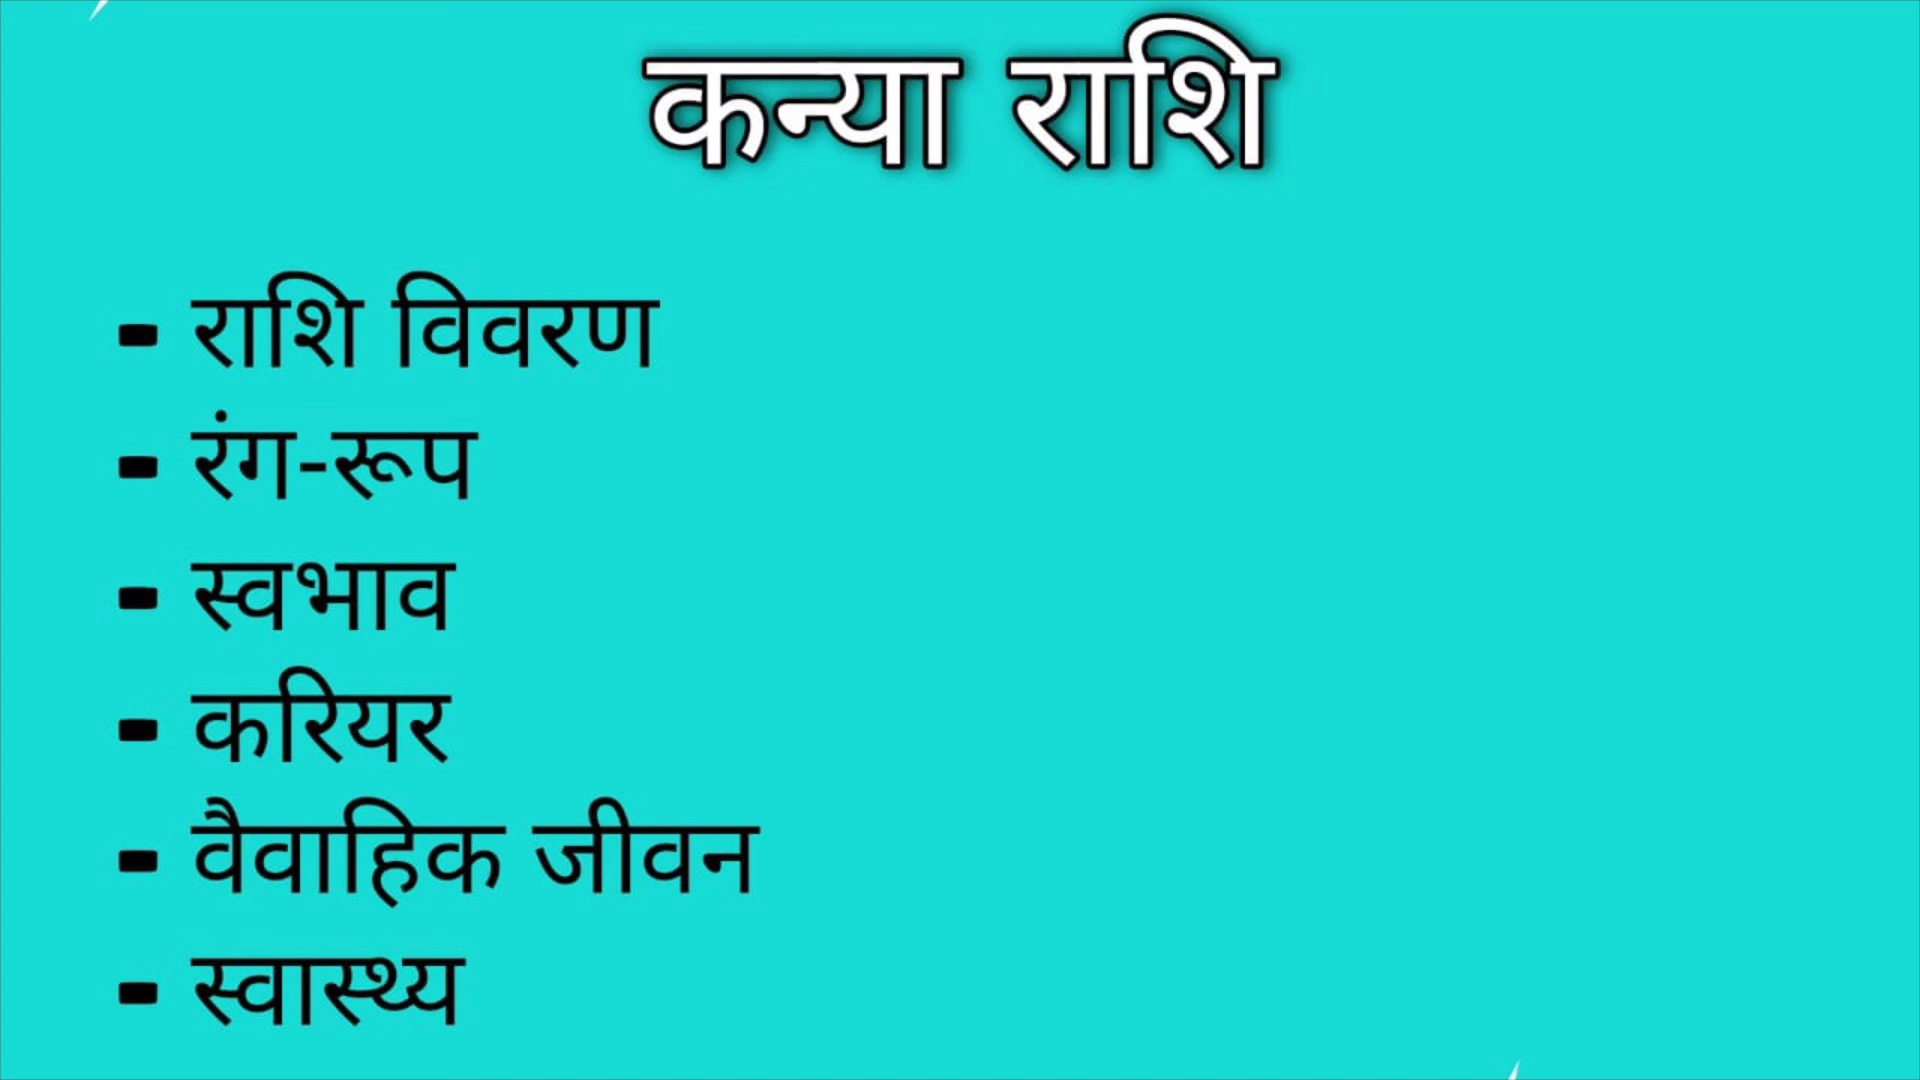 कन्या राशि
- राशि विवरण
- रंग-रूप
- स्वभाव
- करियर
- वैवाहिक जीवन
- स्वास्थ्य